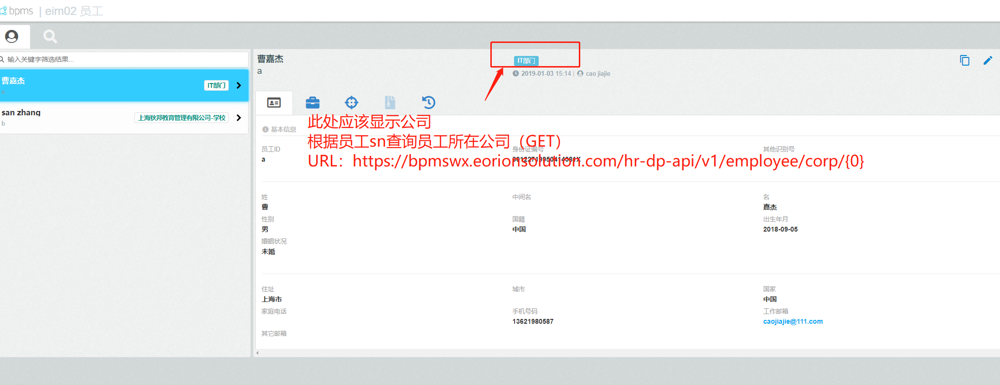 bpms | eim02 员工
输入关键字筛选结果...
曹嘉杰
a
IT部门
san zhang
b
上海狄邦教育管理有限公司-学校
曹嘉杰
a
IT部门
2019-01-03 15:14 | cao jiajie
此处应该显示公司
根据员工sn查询员工所在公司（GET）
URL：https://bpmswx.eorionsolution.com/hr-dp-api/v1/employee/corp/{0}
基本信息
员工ID
a
身份证编号
其他识别号
姓
曹
中间名
名
嘉杰
性别
男
国籍
中国
出生年月
2018-09-05
婚姻状况
未婚
住址
上海市
城市
国家
中国
家庭电话
手机号码
13621980587
工作邮箱
caojiajie@111.com
其它邮箱